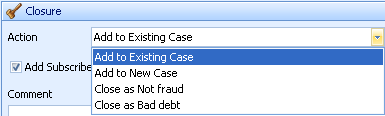 Closure
Action
Add to Existing Case
Add to Existing Case
Add Subscribe
Add to New Case
Close as Not fraud
Comment
Close as Bad debt